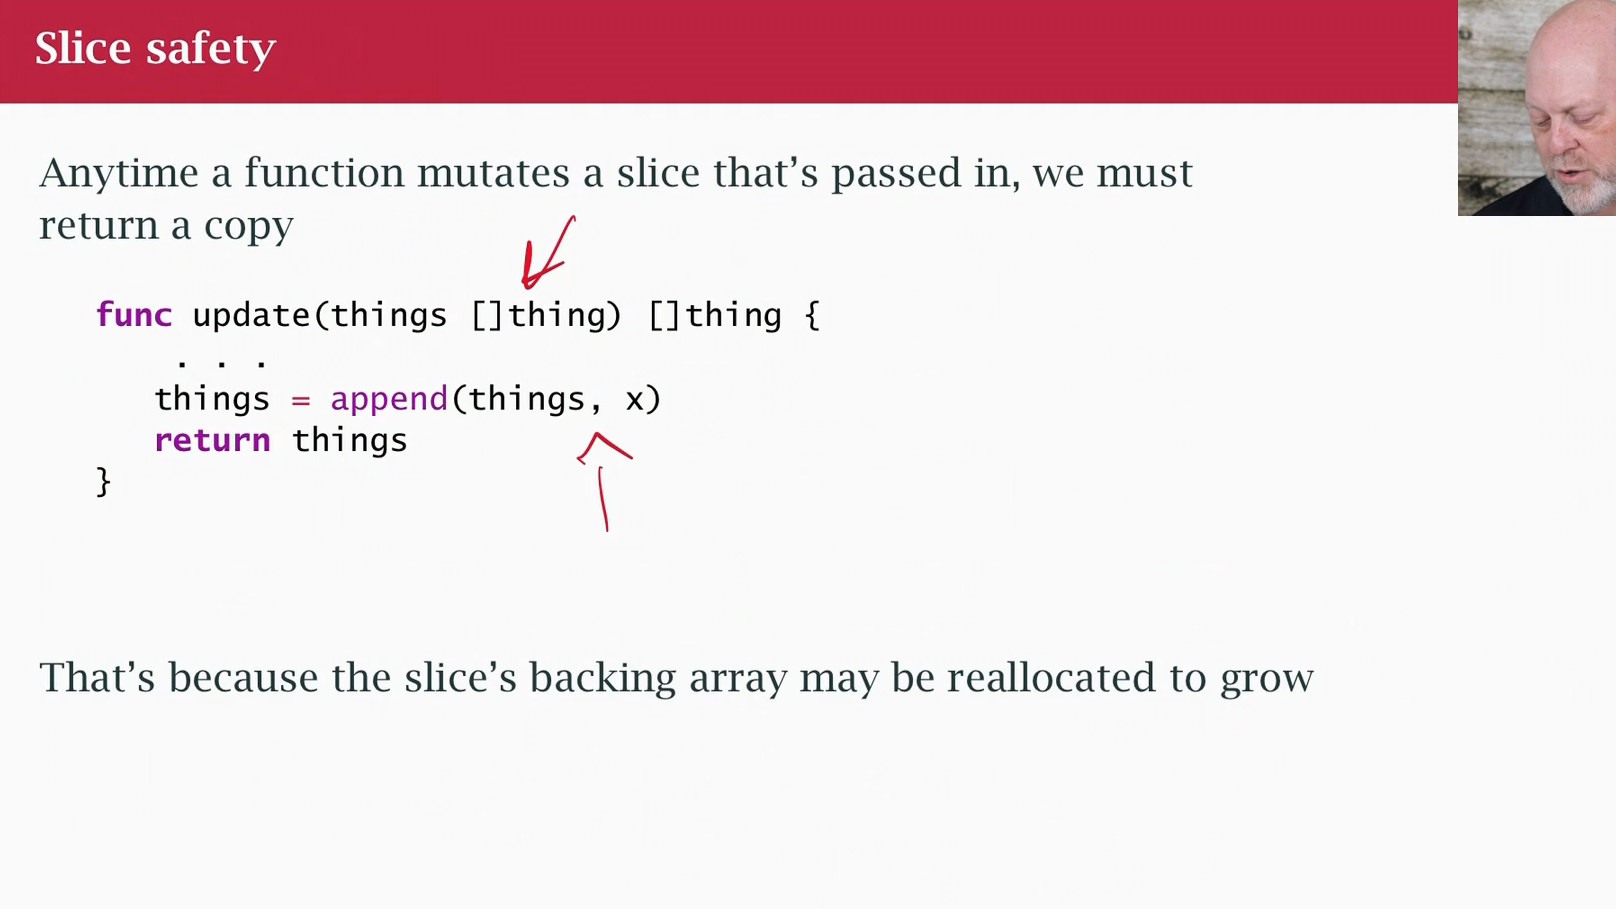 Slice safety
Anytime a function mutates a slice that’s passed in, we must
return a copy
func update(things []thing) []thing {
. . .
things = append(things, x)
return things
}
That’s because the slice’s backing array may be reallocated to grow